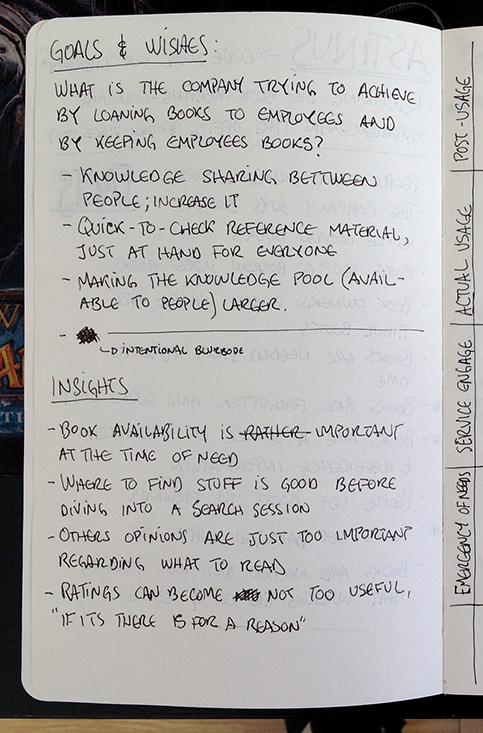 GOALS & WISHES:
WHAT IS THE COMPANY TRYING TO ACHIEVE
BY LOANING BOOKS TO EMPLOYEES AND
BY KEEPING EMPLOYEES BOOKS?
- KNOWLEDGE SHARING BETTWEEN
PEOPLE; INCREASE IT
- QUICK-TO-CHECK REFERENCE MATERIAL,
JUST AT HAND FOR EVERYONE
- MAKING THE KNOWLEDGE POOL (AVAIL-
ABLE TO PEOPLE) LARGER.
-
INTENTIONAL
INSIGHTS
- BOOK AVAILABILITY IS RATHER IMPORTANT
AT THE TIME OF NEED
- WHERE TO FIND STUFF IS GOOD BEFORE
DIVING INTO A SEARCH SESSION
- OTHERS OPINIONS ARE JUST TOO IMPORTANT
REGARDING WHAT TO READ
- RATINGS CAN BECOME NOT TOO USEFUL,
"IF ITS THERE IS FOR A REASON"
POST-USAGE
ACTUAL USAGE
SERVICE ENGAGE
EMERGENCY OF NEEDS